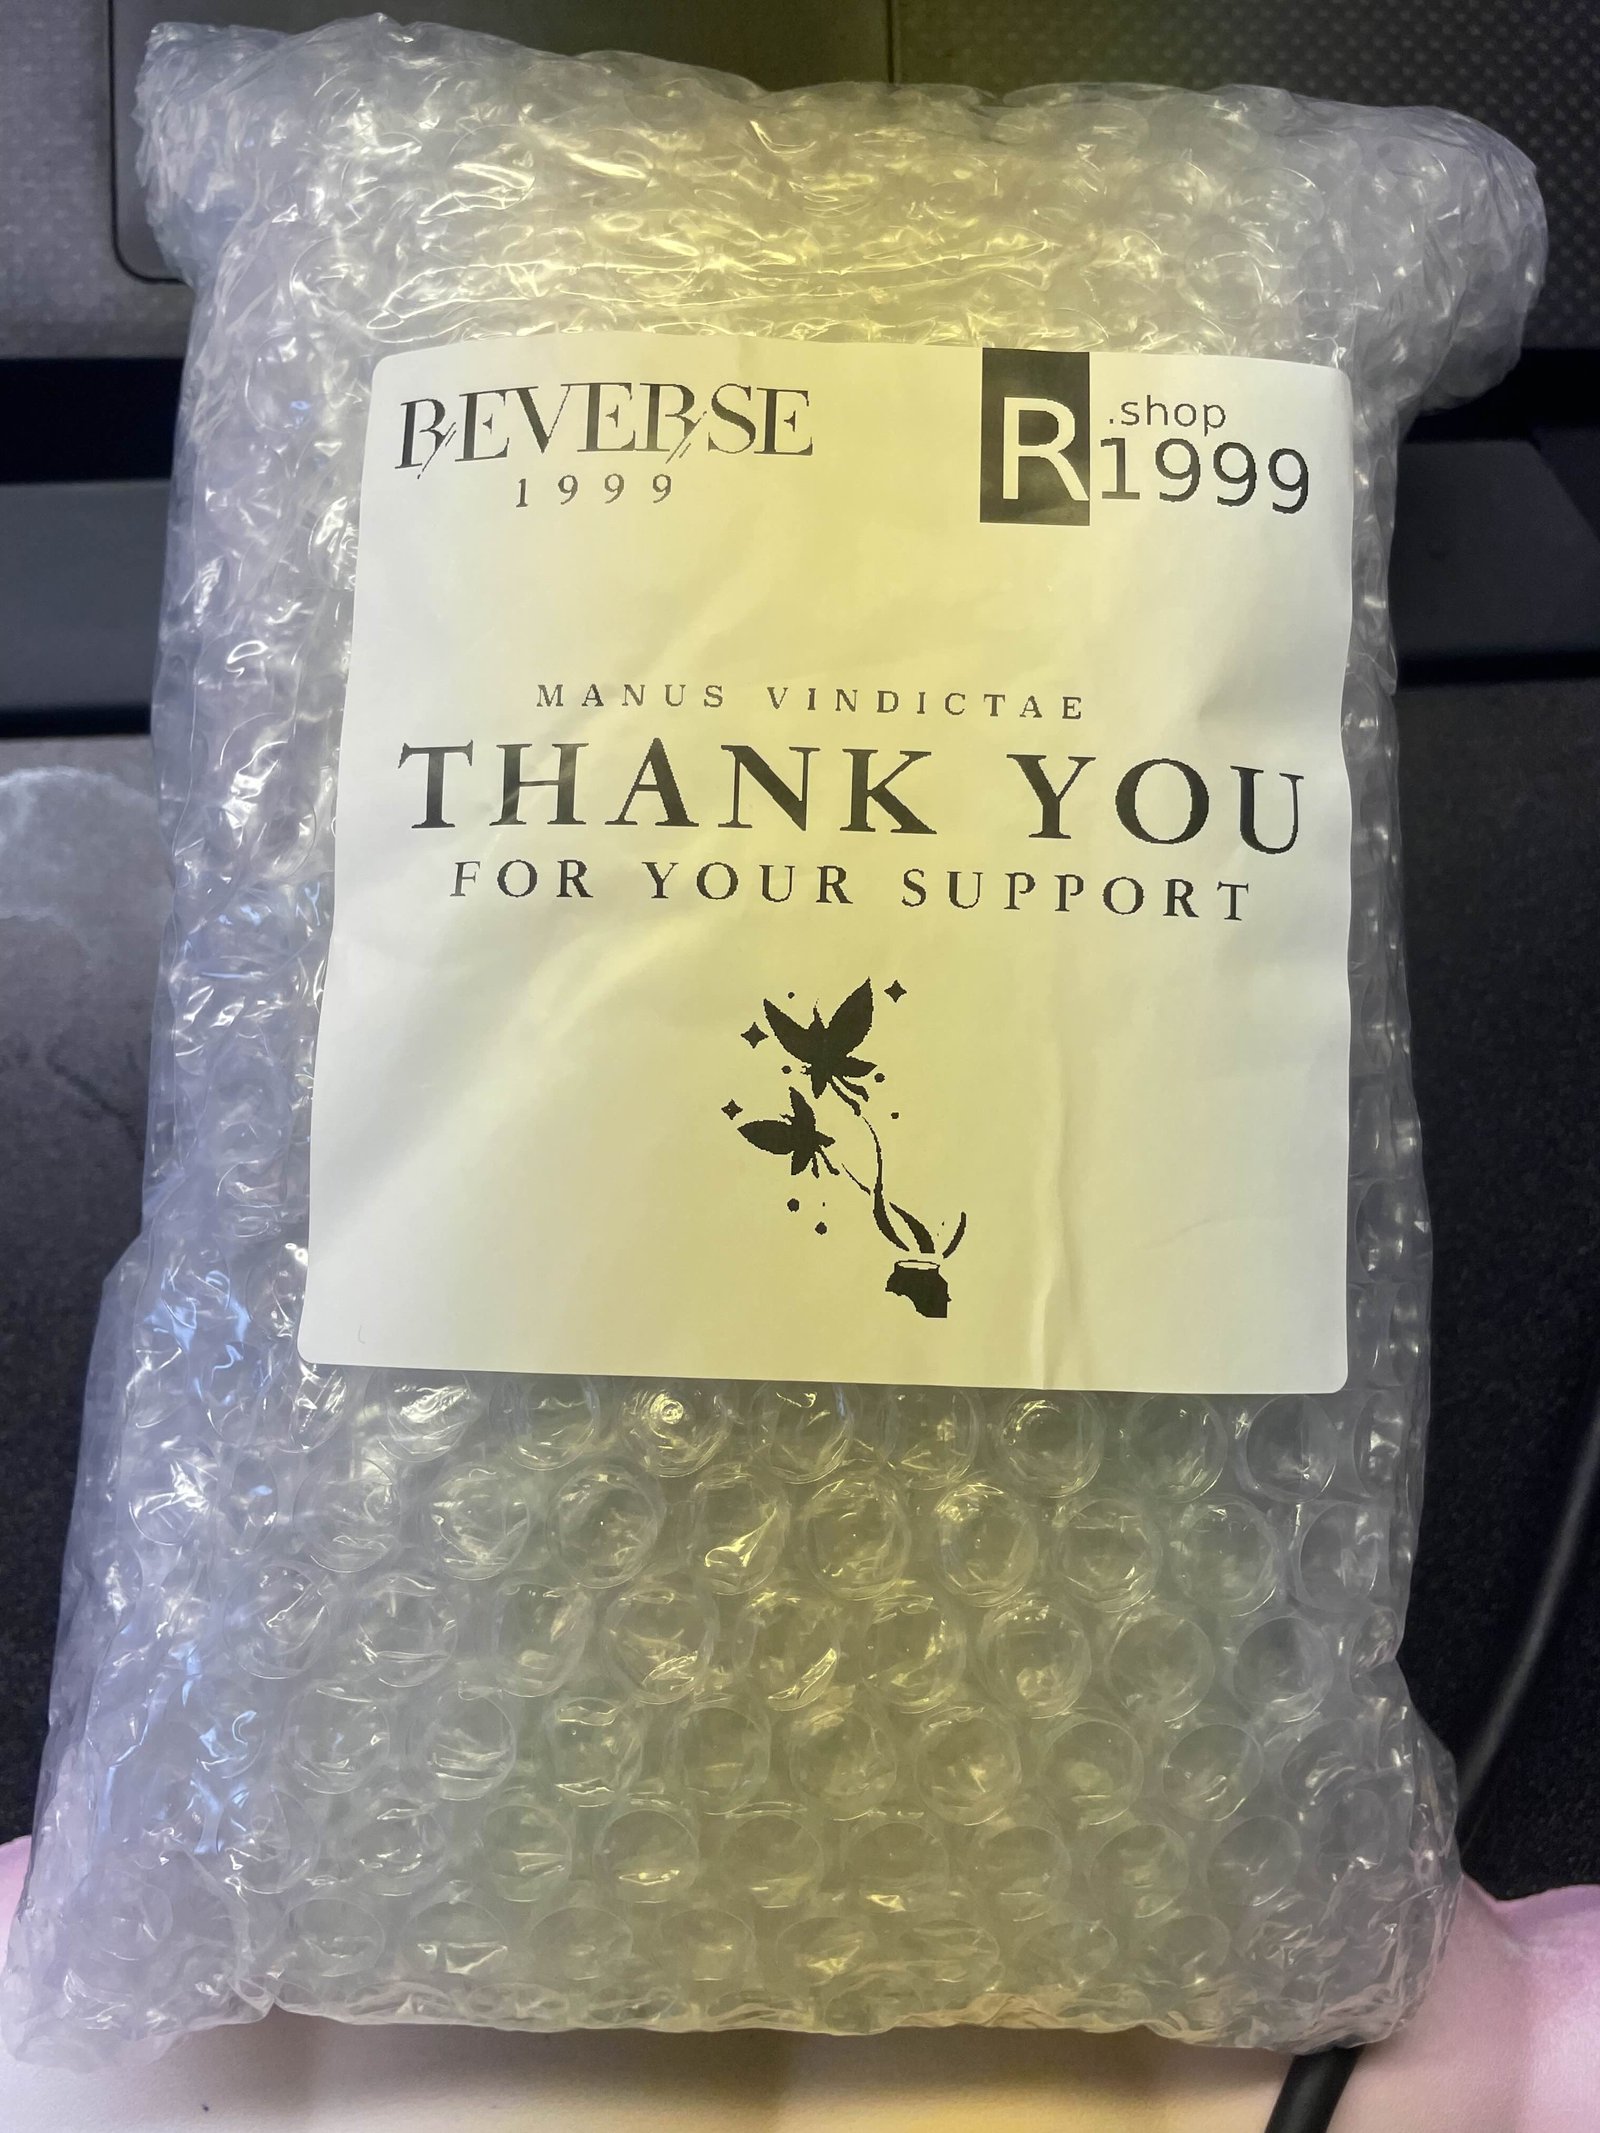 REVERSE
1999
R1999.shop
MANUS VINDICTAE
THANK YOU
FOR YOUR SUPPORT